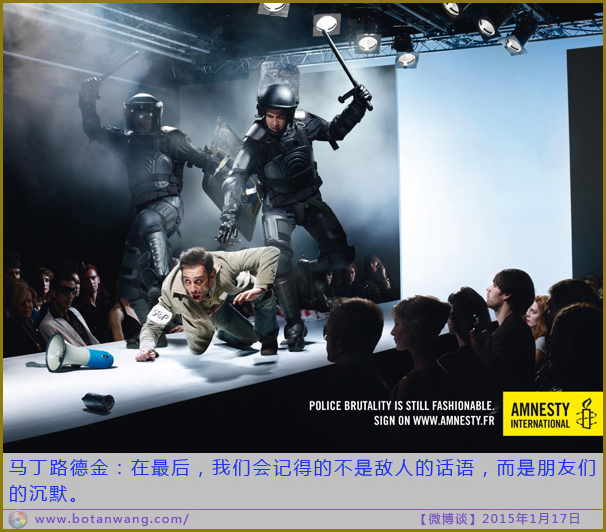 STOP
POLICE BRUTALITY IS STILL FASHIONABLE.
SIGN ON WWW.AMNESTY.FR
AMNESTY
INTERNATIONAL
马丁路德金：在最后，我们会记得的不是敌人的话语，而是朋友们
的沉默。
www.botanwang.com/
【微博谈】2015年1月17日